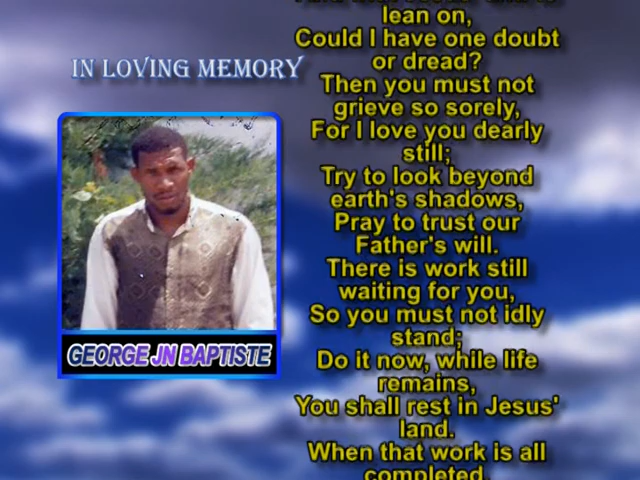 IN LOVING MEMORY
GEORGE JN BAPTISTE
lean on,
Could I have one doubt
or dread?
Then you must not
grieve so sorely,
For I love you dearly
still;
Try to look beyond
earth's shadows,
Pray to trust our
Father's will.
There is work still
waiting for you,
So you must not idly
stand;
Do it now, while life
remains,
You shall rest in Jesus'
land.
When that work is all
completed,